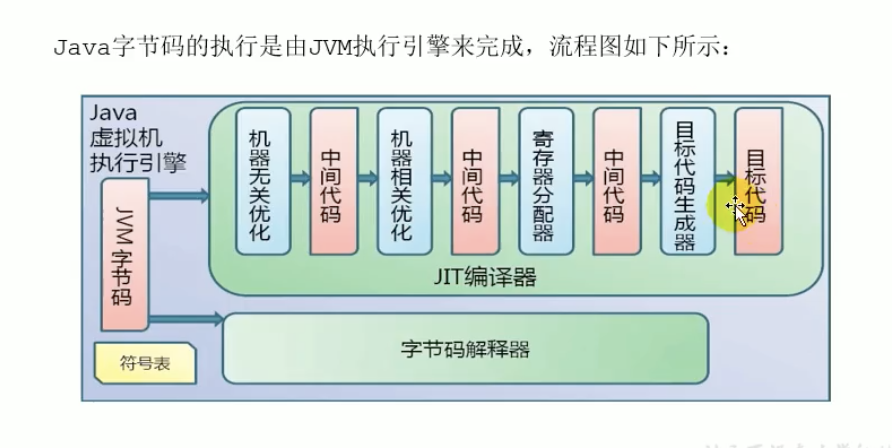 Java字节码的执行是由JVM执行引擎来完成，流程图如下所示：
Java
虚拟机
执行引擎
JVM字节码
符号表
机器无关优化
中间代码
机器相关优化
中间代码
寄存器分配器
中间代码
目标代码生成器
目标代码
JIT编译器
字节码解释器